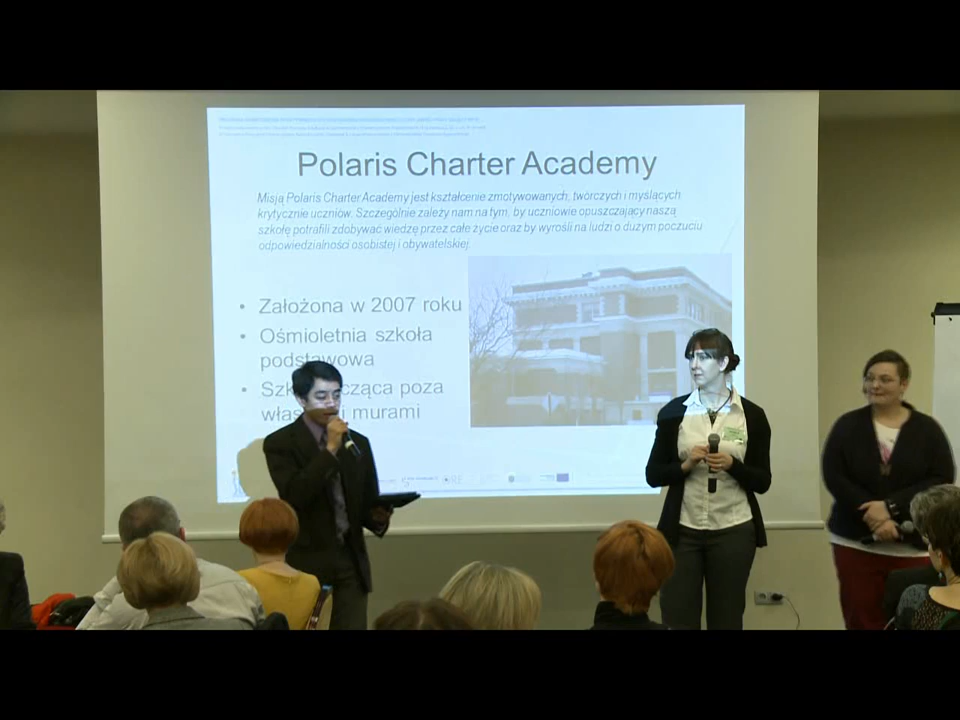 Polaris Charter Academy
Misją Polaris Charter Academy jest kształcenie zmotywowanych, twórczych i myślących
krytycznie uczniów. Szczególnie zależy nam na tym, by uczniowie opuszczający naszą
szkołę potrafili zdobywać wiedzę przez całe życie oraz by wyrośli na ludzi o dużym poczuciu
odpowiedzialności osobistej i obywatelskiej.
• Założona w 2007 roku
• Ośmioletnia szkoła
podstawowa
• cząca poza
murami